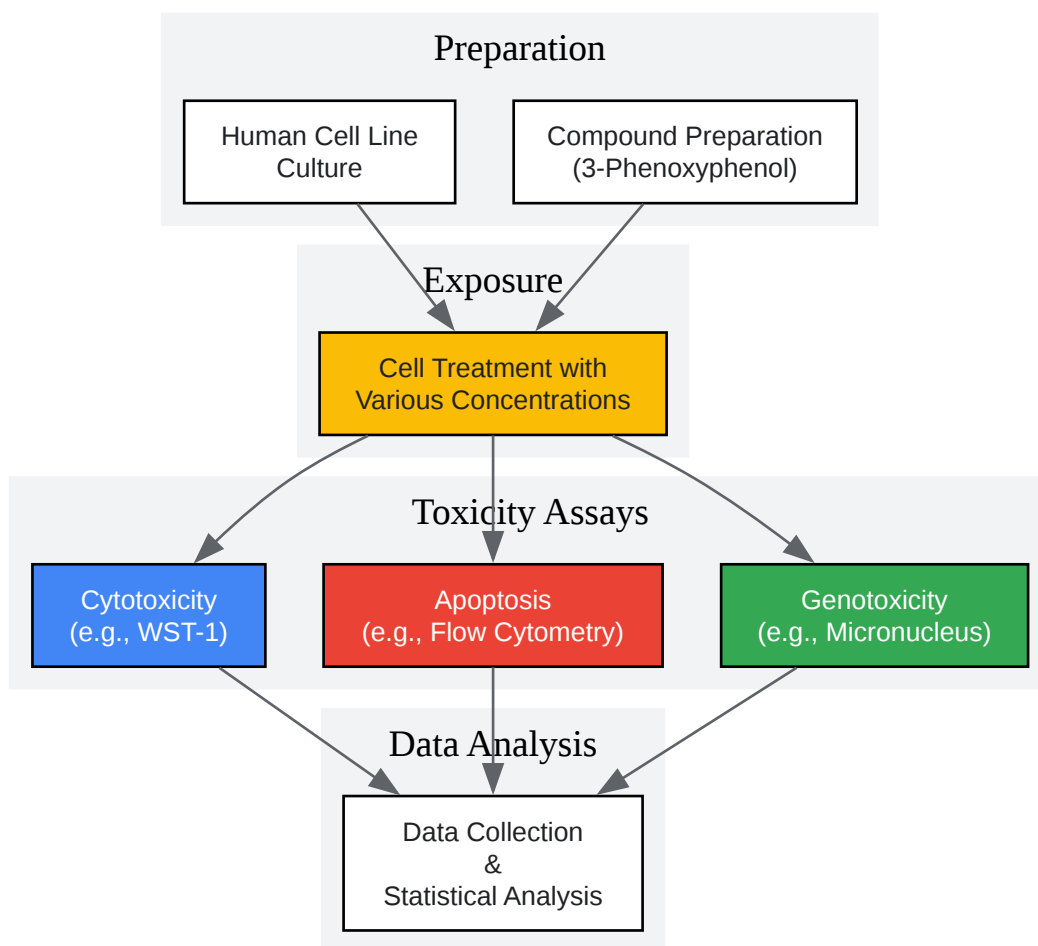 Preparation
Human Cell Line
Culture
Compound Preparation
(3-Phenoxyphenol)
Exposure
Cell Treatment with
Various Concentrations
Toxicity Assays
Cytotoxicity
(e.g., WST-1)
Apoptosis
(e.g., Flow Cytometry)
Genotoxicity
(e.g., Micronucleus)
Data Analysis
Data Collection
&
Statistical Analysis